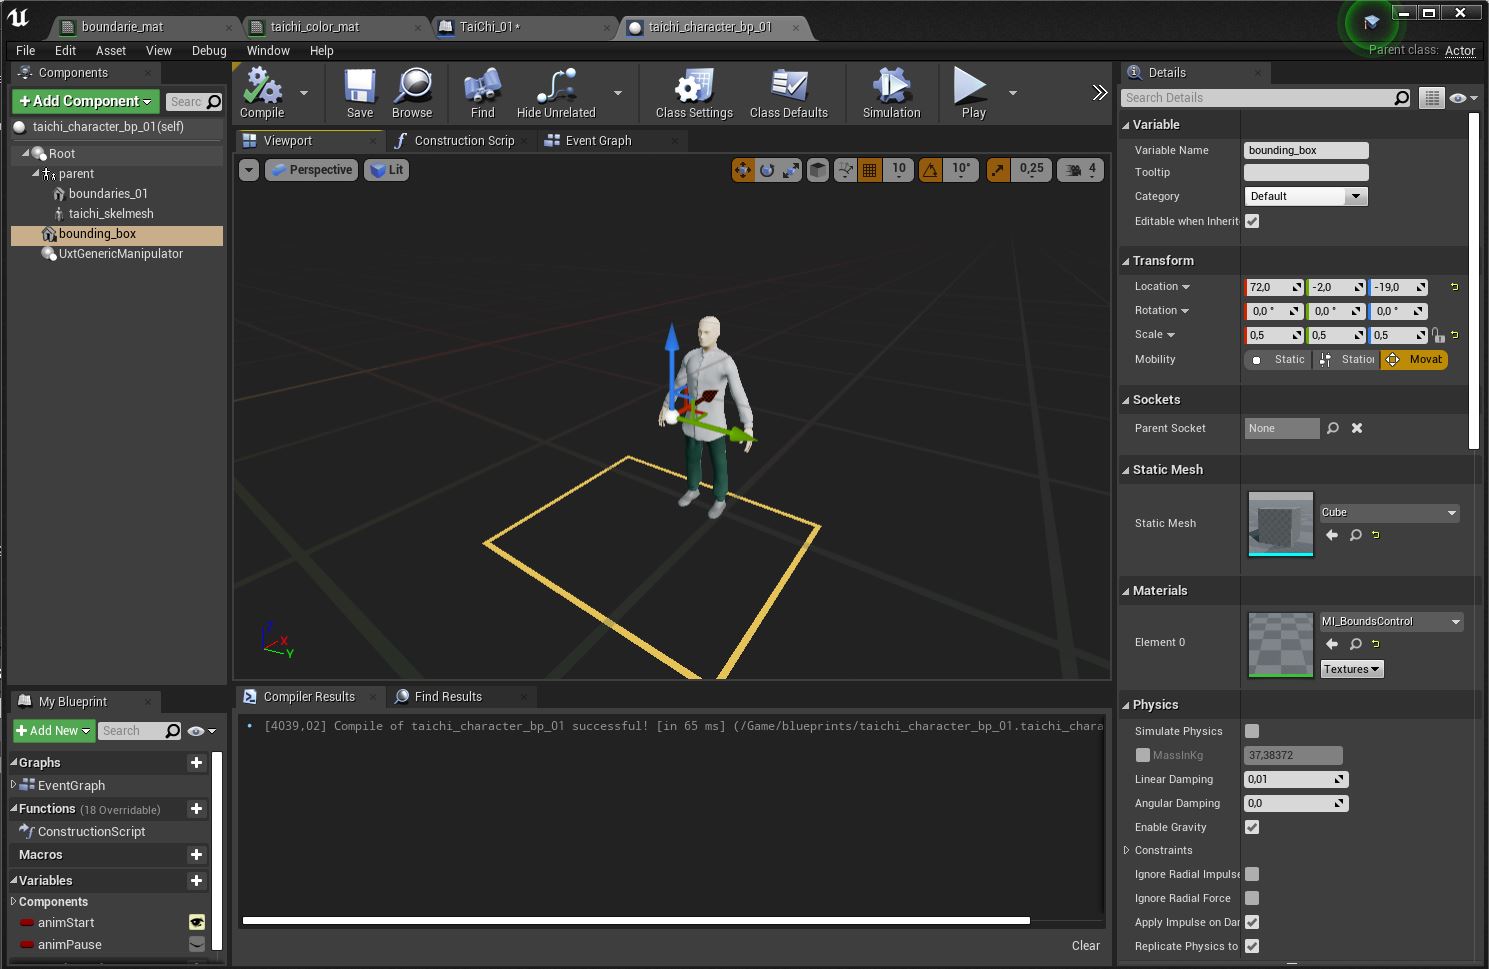 boundarie_mat
taichi_color_mat
TaiChi_01*
taichi_character_bp_01
File Edit Asset View Debug Window Help
Parent class: Actor
Components
+Add Component
Searc
taichi_character_bp_01(self)
Root
parent
boundaries_01
taichi_skelmesh
bounding_box
UxtGenericManipulator
Compile
Save
Browse
Find
Hide Unrelated
Class Settings
Class Defaults
Simulation
Play
Viewport
Construction Scrip
Event Graph
Perspective
Lit
10
10°
0,25
4
Z
X
Y
My Blueprint
+Add New
Search
Graphs
EventGraph
Functions (18 Overridable)
ConstructionScript
Macros
Variables
Components
animStart
animPause
Compiler Results
Find Results
[4039,02] Compile of taichi_character_bp_01 successful! [in 65 ms] (/Game/blueprints/taichi_character_bp_01.taichi_chara
Clear
Details
Search Details
Variable
Variable Name bounding_box
Tooltip
Category Default
Editable when Inherit
Transform
Location 72,0 -2,0 -19,0
Rotation 0,0 ° 0,0 ° 0,0 °
Scale 0,5 0,5 0,5
Mobility Static Station Movab
Sockets
Parent Socket None
Static Mesh
Static Mesh Cube
Materials
Element 0 MI_BoundsControl
Textures
Physics
Simulate Physics
MassInKg 37,38372
Linear Damping 0,01
Angular Damping 0,0
Enable Gravity
Constraints
Ignore Radial Impulse
Ignore Radial Force
Apply Impulse on Dar
Replicate Physics to